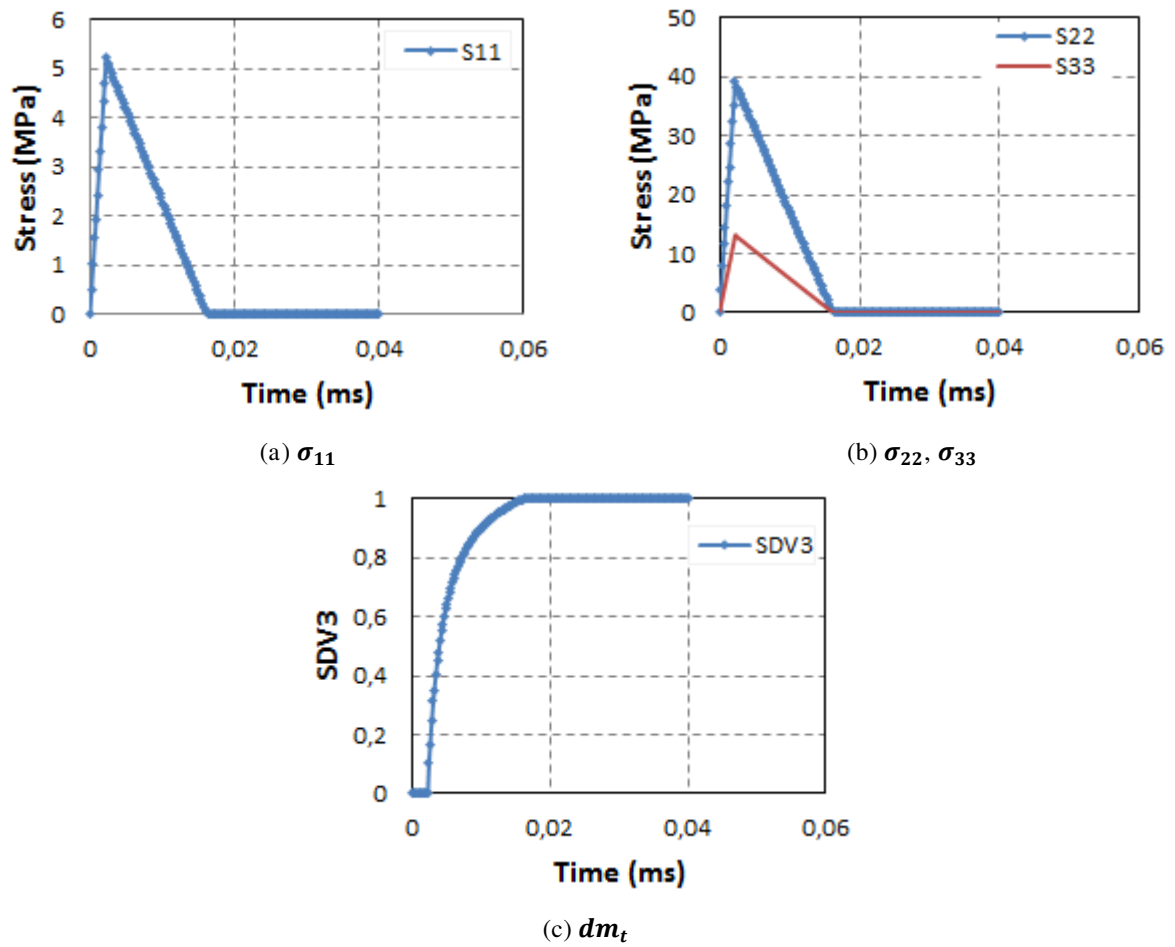 6
5
4
3
2
1
0
Stress (MPa)
S11
0
0,02
0,04
0,06
Time (ms)
(a) σ₁₁
50
40
30
20
10
0
Stress (MPa)
S22
S33
0
0,02
0,04
0,06
Time (ms)
(b) σ₂₂, σ₃₃
1
0,8
0,6
0,4
0,2
0
SDV3
SDV3
0
0,02
0,04
0,06
Time (ms)
(c) dmₜ